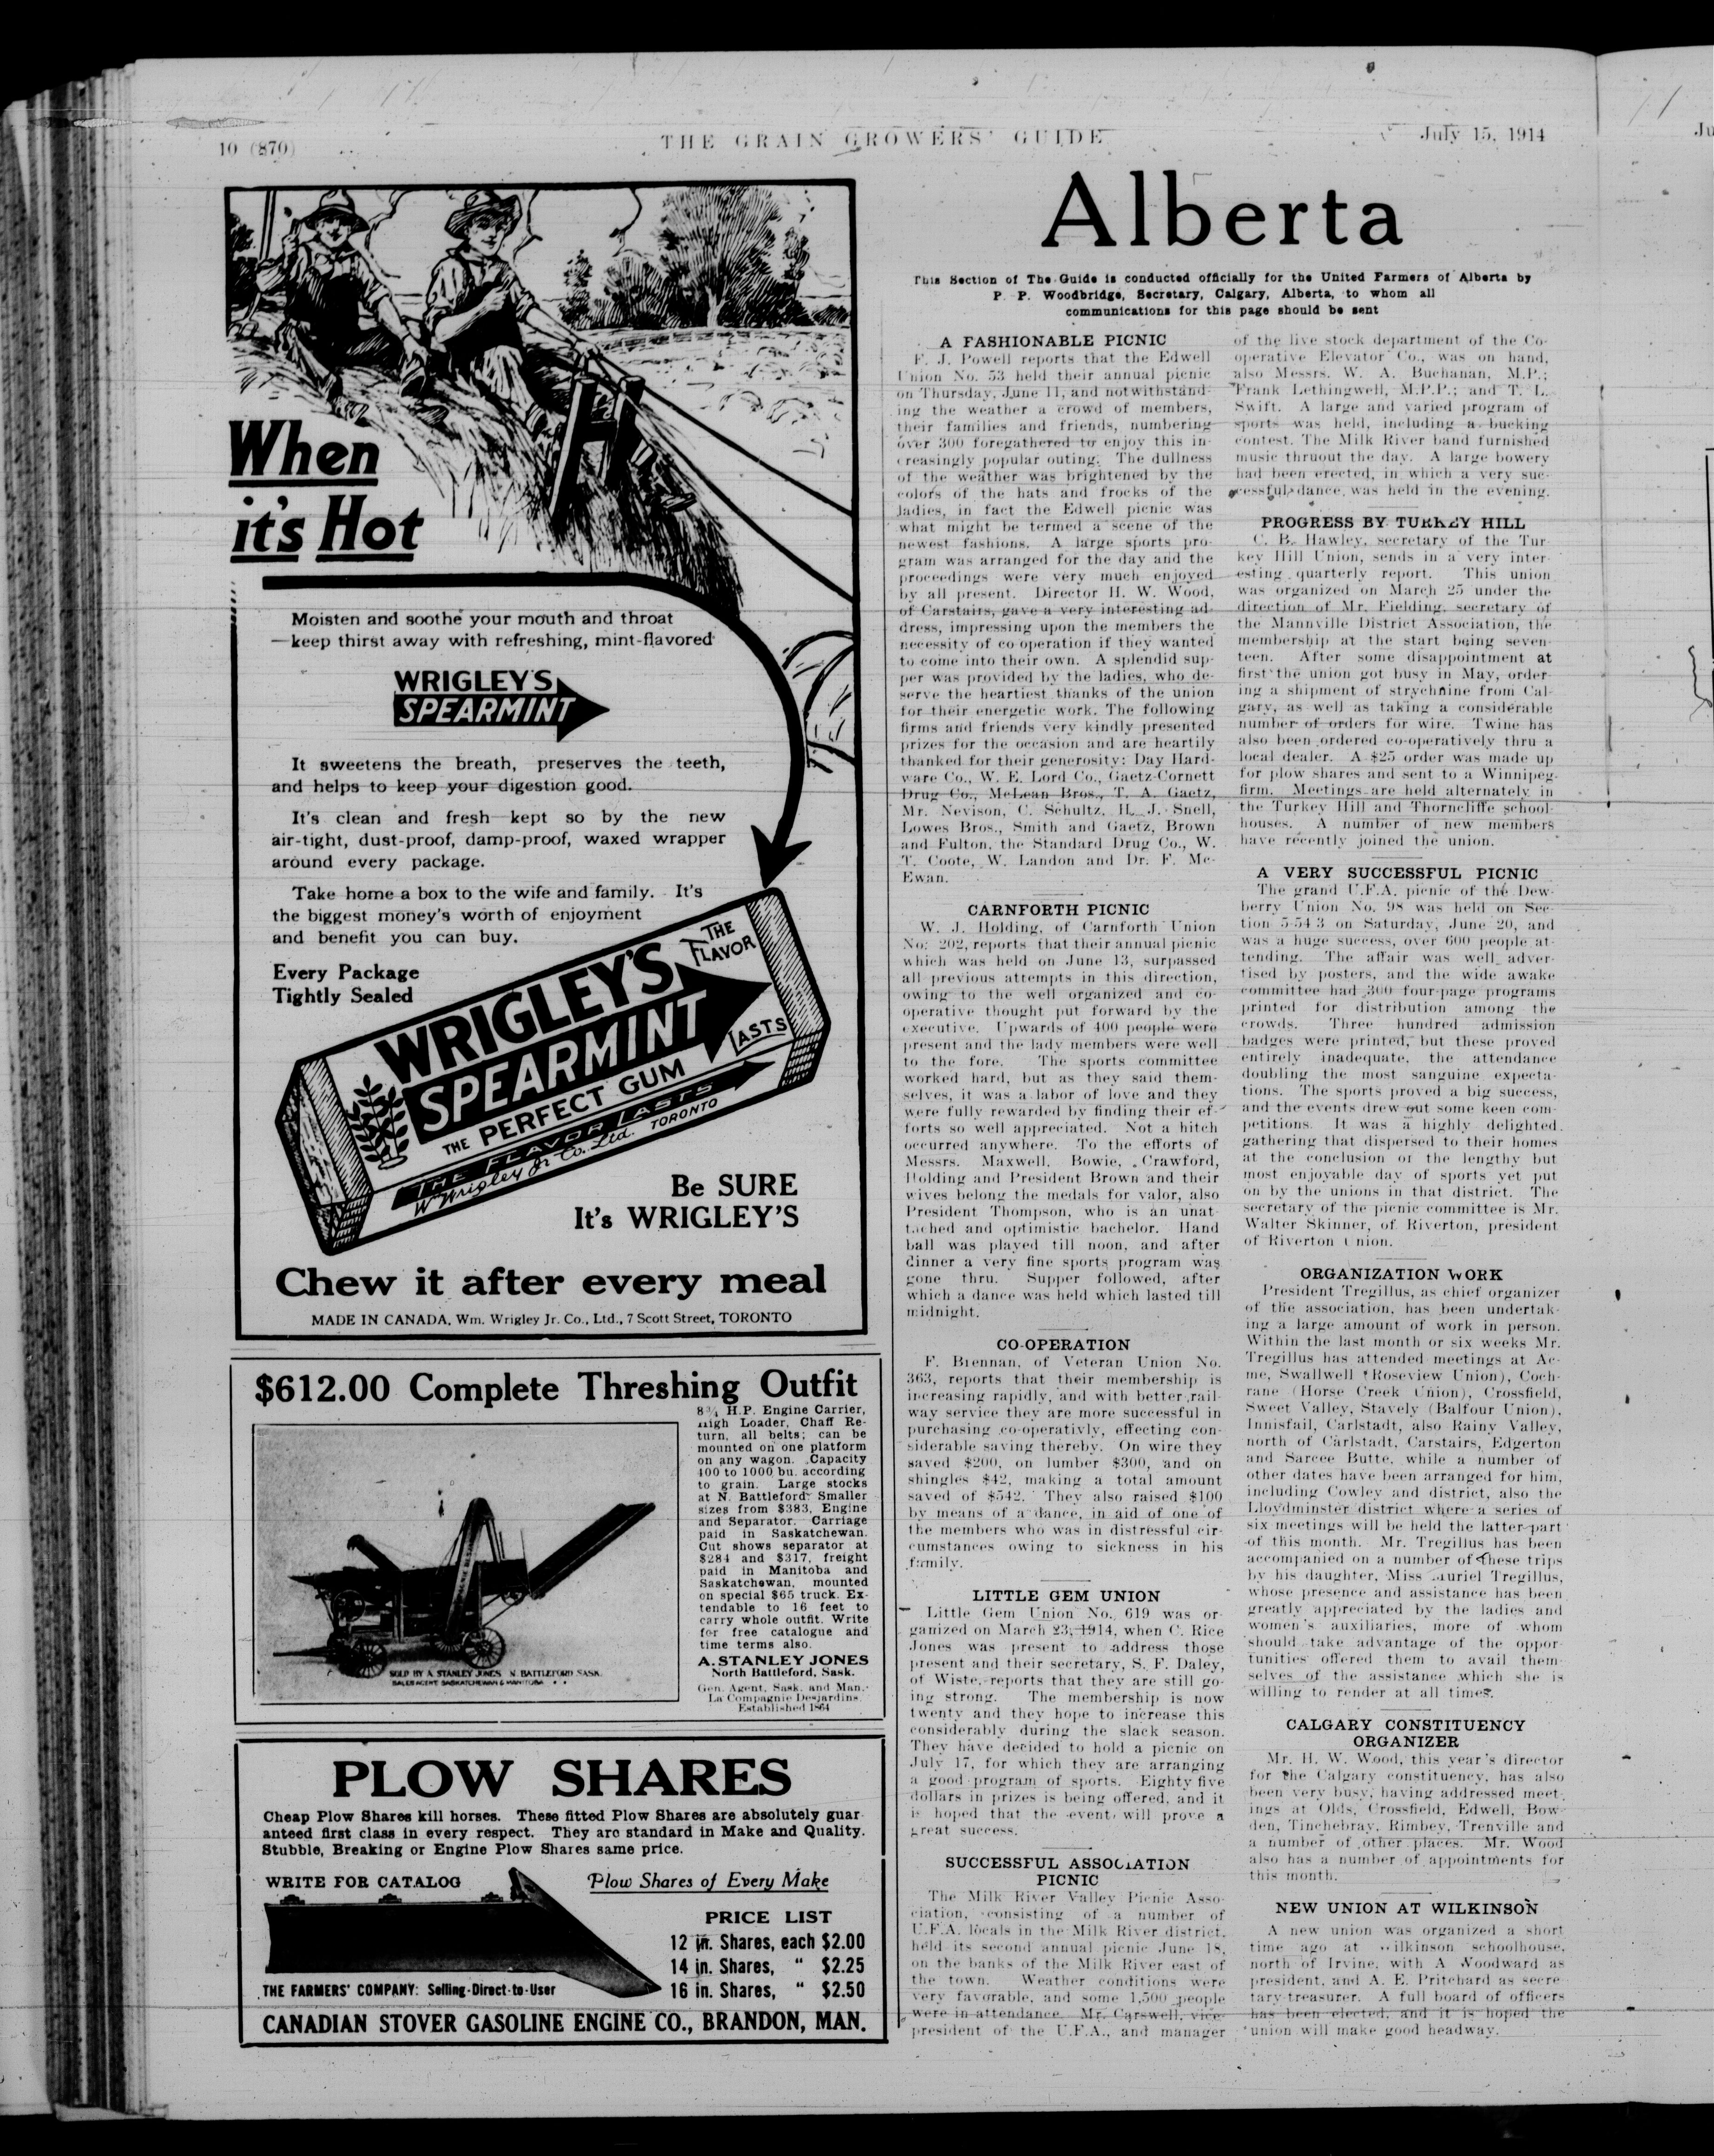 10 (870)
THE GRAIN GROWERS' GUIDE
July 15, 1914
When
it's Hot
Moisten and soothe your mouth and throat
—keep thirst away with refreshing, mint-flavored
WRIGLEY'S
SPEARMINT
It sweetens the breath, preserves the teeth,
and helps to keep your digestion good.
It's clean and fresh kept so by the new
air-tight, dust-proof, damp-proof, waxed wrapper
around every package.
Take home a box to the wife and family. It's
the biggest money's worth of enjoyment
and benefit you can buy.
Every Package
Tightly Sealed
THE
FLAVOR
LASTS
WRIGLEY'S
SPEARMINT
THE PERFECT GUM
THE FLAVOR LASTS
Wm Wrigley Jr. Co. Ltd. TORONTO
Be SURE
It's WRIGLEY'S
Chew it after every meal
MADE IN CANADA, Wm. Wrigley Jr. Co., Ltd., 7 Scott Street, TORONTO
$612.00 Complete Threshing Outfit
8¾ H.P. Engine Carrier,
High Loader, Chaff Re-
turn, all belts; can be
mounted on one platform
on any wagon. Capacity
400 to 1000 bu. according
to grain. Large stocks
at N. Battleford. Smaller
sizes from $383, Engine
and Separator. Carriage
paid in Saskatchewan.
Cut shows separator at
$284 and $317, freight
paid in Manitoba and
Saskatchewan, mounted
on special $65 truck. Ex-
tendable to 16 feet to
carry whole outfit. Write
for free catalogue and
time terms also.
A. STANLEY JONES
North Battleford, Sask.
Gen. Agent, Sask. and Man.
La Compagnie Desjardins
Established 1864
SOLD BY A STANLEY JONES N. BATTLEFORD SASK.
SALES AGENT SASKATCHEWAN & MANITOBA
PLOW SHARES
Cheap Plow Shares kill horses. These fitted Plow Shares are absolutely guar-
anteed first class in every respect. They are standard in Make and Quality.
Stubble, Breaking or Engine Plow Shares same price.
WRITE FOR CATALOG
Plow Shares of Every Make
PRICE LIST
12 in. Shares, each $2.00
14 in. Shares, " $2.25
16 in. Shares, " $2.50
THE FARMERS' COMPANY: Selling-Direct-to-User
CANADIAN STOVER GASOLINE ENGINE CO., BRANDON, MAN.
Alberta
This Section of The Guide is conducted officially for the United Farmers of Alberta by
P. P. Woodbridge, Secretary, Calgary, Alberta, to whom all
communications for this page should be sent
A FASHIONABLE PICNIC
F. J. Powell reports that the Edwell
Union No. 53 held their annual picnic
on Thursday, June 11, and notwithstand-
ing the weather a crowd of members,
their families and friends, numbering
over 300 foregathered to enjoy this in-
creasingly popular outing. The dullness
of the weather was brightened by the
colors of the hats and frocks of the
ladies, in fact the Edwell picnic was
what might be termed a scene of the
newest fashions. A large sports pro-
gram was arranged for the day and the
proceedings were very much enjoyed
by all present. Director H. W. Wood,
of Carstairs, gave a very interesting ad-
dress, impressing upon the members the
necessity of co-operation if they wanted
to come into their own. A splendid sup-
per was provided by the ladies, who de-
serve the heartiest thanks of the union
for their energetic work. The following
firms and friends very kindly presented
prizes for the occasion and are heartily
thanked for their generosity: Day Hard-
ware Co., W. E. Lord Co., Gaetz-Cornett
Drug Co., McLean Bros., T. A. Gaetz,
Mr. Nevison, C. Schultz, H. J. Snell,
Lowes Bros., Smith and Gaetz, Brown
and Fulton, the Standard Drug Co., W.
T. Coote, W. Landon and Dr. F. Mc-
Ewan.
CARNFORTH PICNIC
W. J. Holding, of Carnforth Union
No. 202, reports that their annual picnic
which was held on June 13, surpassed
all previous attempts in this direction,
owing to the well organized and co-
operative thought put forward by the
executive. Upwards of 400 people were
present and the lady members were well
to the fore. The sports committee
worked hard, but as they said them-
selves, it was a labor of love and they
were fully rewarded by finding their ef-
forts so well appreciated. Not a hitch
occurred anywhere. To the efforts of
Messrs. Maxwell, Bowie, Crawford,
Holding and President Brown and their
wives belong the medals for valor, also
President Thompson, who is an unat-
tached and optimistic bachelor. Hand
ball was played till noon, and after
dinner a very fine sports program was
gone thru. Supper followed, after
which a dance was held which lasted till
midnight.
CO-OPERATION
F. Brennan, of Veteran Union No.
363, reports that their membership is
increasing rapidly, and with better rail-
way service they are more successful in
purchasing co-operativly, effecting con-
siderable saving thereby. On wire they
saved $200, on lumber $300, and on
shingles $42, making a total amount
saved of $542. They also raised $100
by means of a dance, in aid of one of
the members who was in distressful cir-
cumstances owing to sickness in his
family.
LITTLE GEM UNION
Little Gem Union No. 619 was or-
ganized on March 23, 1914, when C. Rice
Jones was present to address those
present and their secretary, S. F. Daley,
of Wiste, reports that they are still go-
ing strong. The membership is now
twenty and they hope to increase this
considerably during the slack season.
They have decided to hold a picnic on
July 17, for which they are arranging
a good program of sports. Eighty five
dollars in prizes is being offered, and it
is hoped that the event will prove a
great success.
SUCCESSFUL ASSOCIATION
PICNIC
The Milk River Valley Picnic Asso-
ciation, consisting of a number of
U.F.A. locals in the Milk River district,
held its second annual picnic June 18,
on the banks of the Milk River east of
the town. Weather conditions were
very favorable, and some 1,500 people
were in attendance. Mr. Carswell, vice-
president of the U.F.A., and manager
of the live stock department of the Co-
operative Elevator Co., was on hand,
also Messrs. W. A. Buchanan, M.P.;
Frank Lethingwell, M.P.P.; and T. L.
Swift. A large and varied program of
sports was held, including a bucking
contest. The Milk River band furnished
music thruout the day. A large bowery
had been erected, in which a very suc-
cessful dance was held in the evening.
PROGRESS BY TURKEY HILL
C. B. Hawley, secretary of the Tur-
key Hill Union, sends in a very inter-
esting quarterly report. This union
was organized on March 25 under the
direction of Mr. Fielding, secretary of
the Mannville District Association, the
membership at the start being seven-
teen. After some disappointment at
first the union got busy in May, order-
ing a shipment of strychnine from Cal-
gary, as well as taking a considerable
number of orders for wire. Twine has
also been ordered co-operatively thru a
local dealer. A $25 order was made up
for plow shares and sent to a Winnipeg
firm. Meetings are held alternately in
the Turkey Hill and Thorncliffe school-
houses. A number of new members
have recently joined the union.
A VERY SUCCESSFUL PICNIC
The grand U.F.A. picnic of the Dew-
berry Union No. 98 was held on Sec-
tion 5-54-3 on Saturday, June 20, and
was a huge success, over 600 people at-
tending. The affair was well adver-
tised by posters, and the wide awake
committee had 300 four-page programs
printed for distribution among the
crowds. Three hundred admission
badges were printed, but these proved
entirely inadequate, the attendance
doubling the most sanguine expecta-
tions. The sports proved a big success,
and the events drew out some keen com-
petitions. It was a highly delighted
gathering that dispersed to their homes
at the conclusion of the lengthy but
most enjoyable day of sports yet put
on by the unions in that district. The
secretary of the picnic committee is Mr.
Walter Skinner, of Riverton, president
of Riverton Union.
ORGANIZATION WORK
President Tregillus, as chief organizer
of the association, has been undertak-
ing a large amount of work in person.
Within the last month or six weeks Mr.
Tregillus has attended meetings at Ac-
me, Swallwell (Roseview Union), Coch-
rane (Horse Creek Union), Crossfield,
Sweet Valley, Stavely (Balfour Union),
Innisfail, Carlstadt, also Rainy Valley,
north of Carlstadt, Carstairs, Edgerton
and Sarcee Butte, while a number of
other dates have been arranged for him,
including Cowley and district, also the
Lloydminster district where a series of
six meetings will be held the latter part
of this month. Mr. Tregillus has been
accompanied on a number of these trips
by his daughter, Miss Muriel Tregillus,
whose presence and assistance has been
greatly appreciated by the ladies and
women's auxiliaries, more of whom
should take advantage of the oppor-
tunities offered them to avail them-
selves of the assistance which she is
willing to render at all times.
CALGARY CONSTITUENCY
ORGANIZER
Mr. H. W. Wood, this year's director
for the Calgary constituency, has also
been very busy, having addressed meet-
ings at Olds, Crossfield, Edwell, Bow-
den, Tinchebray, Rimbey, Trenville and
a number of other places. Mr. Wood
also has a number of appointments for
this month.
NEW UNION AT WILKINSON
A new union was organized a short
time ago at Wilkinson schoolhouse,
north of Irvine, with A Woodward as
president, and A. E. Pritchard as secre-
tary-treasurer. A full board of officers
has been elected, and it is hoped the
union will make good headway.
Ju